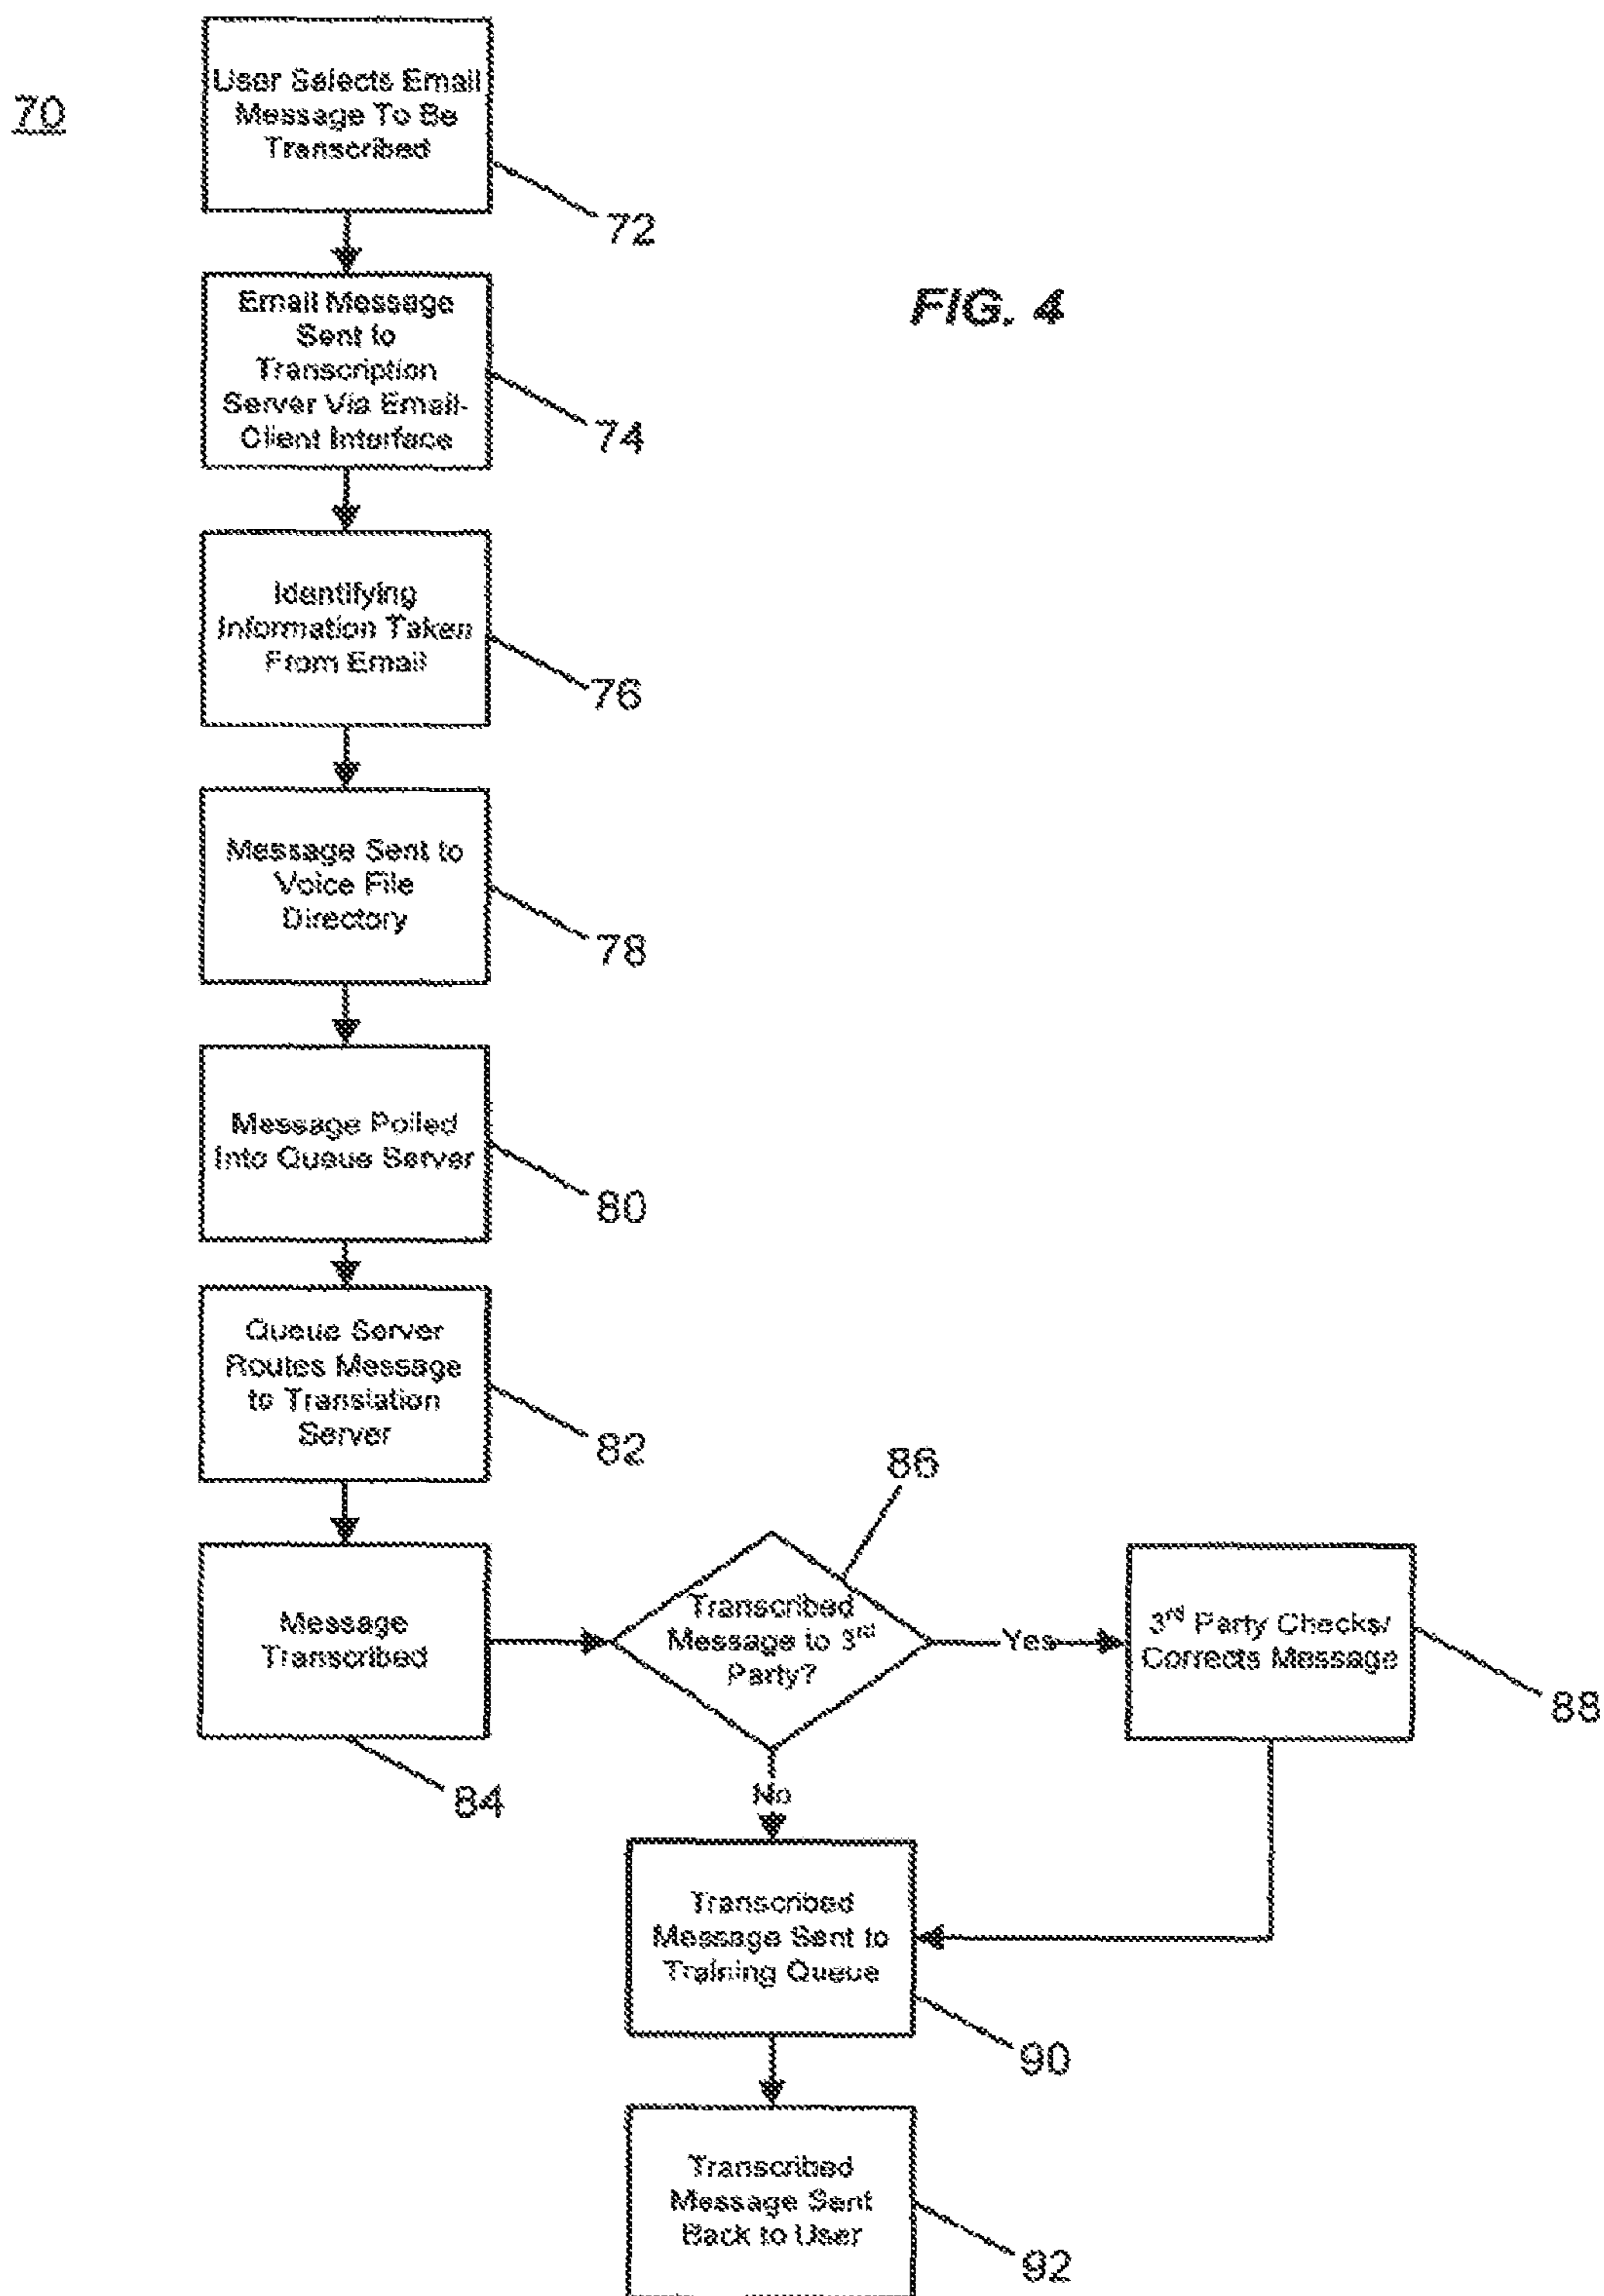 70
User Selects Email
Message To Be
Transcribed
72
FIG. 4
Email Message
Sent to
Transcription
Server Via Email-
Client Interface
74
Identifying
Information Taken
From Email
76
Message Sent to
Voice File
Directory
78
Message Polled
Into Queue Server
80
Queue Server
Routes Message
to Translation
Server
82
Message
Transcribed
84
86
Transcribed
Message to 3rd
Party?
Yes
No
3rd Party Checks/
Corrects Message
88
Transcribed
Message Sent to
Training Queue
90
Transcribed
Message Sent
Back to User
92